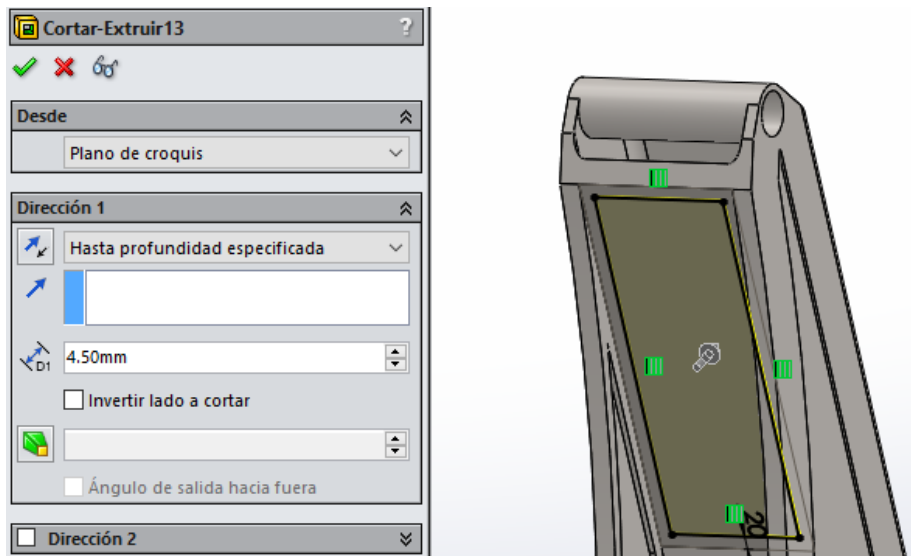 Cortar-Extruir13
?
Desde
Plano de croquis
Dirección 1
Hasta profundidad especificada
D1
4.50mm
Invertir lado a cortar
Ángulo de salida hacia fuera
Dirección 2
20